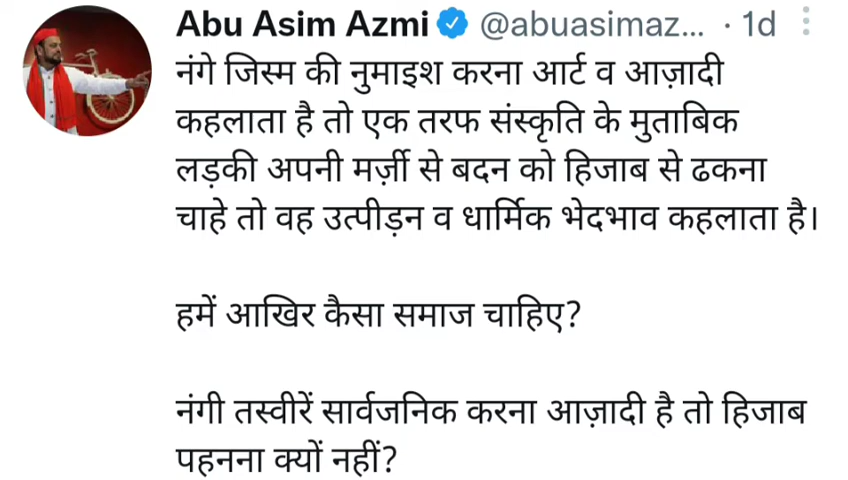 Abu Asim Azmi @abuasimaz... · 1d
नंगे जिस्म की नुमाइश करना आर्ट व आज़ादी
कहलाता है तो एक तरफ संस्कृति के मुताबिक
लड़की अपनी मर्ज़ी से बदन को हिजाब से ढकना
चाहे तो वह उत्पीड़न व धार्मिक भेदभाव कहलाता है।
हमें आखिर कैसा समाज चाहिए?
नंगी तस्वीरें सार्वजनिक करना आज़ादी है तो हिजाब
पहनना क्यों नहीं?